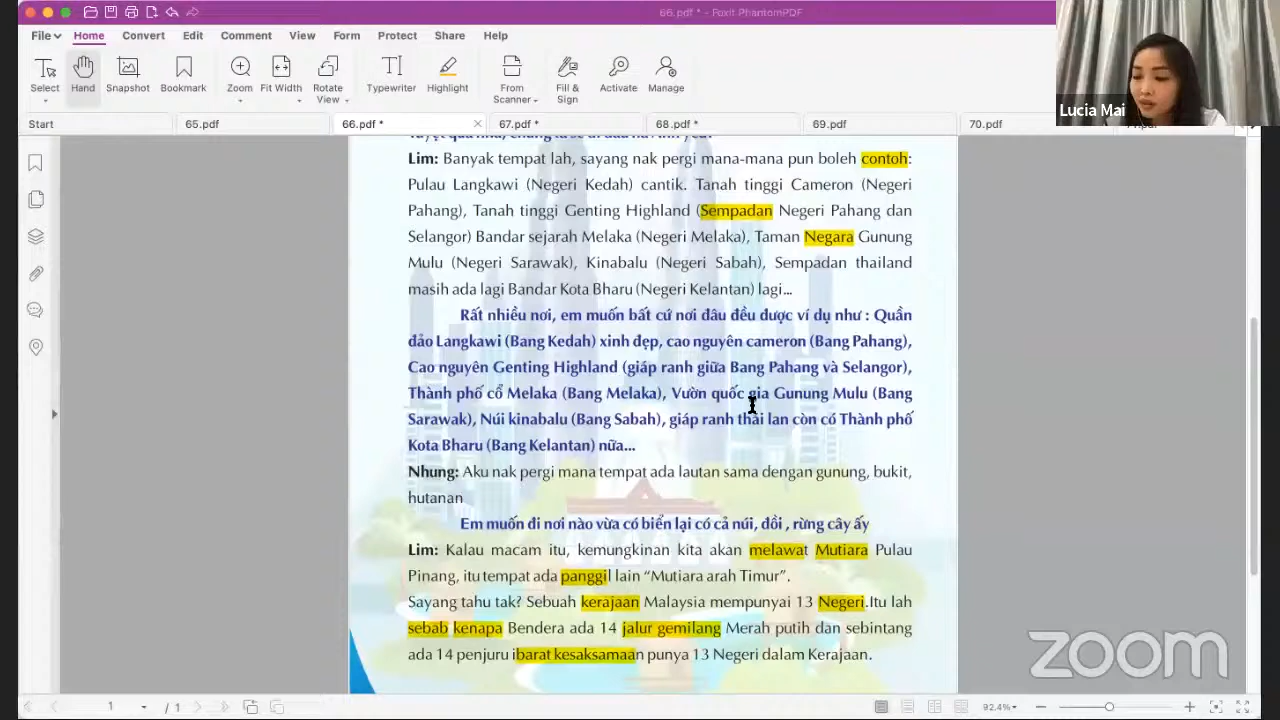 66.pdf * - Foxit PhantomPDF
File Home Convert Edit Comment View Form Protect Share Help
Select Hand Snapshot Bookmark Zoom Fit Width Rotate View Typewriter Highlight From Scanner Fill & Sign Activate Manage
Lucia Mai
Start 65.pdf 66.pdf * 67.pdf * 68.pdf * 69.pdf 70.pdf
Lim: Banyak tempat lah, sayang nak pergi mana-mana pun boleh contoh:
Pulau Langkawi (Negeri Kedah) cantik. Tanah tinggi Cameron (Negeri
Pahang), Tanah tinggi Genting Highland (Sempadan Negeri Pahang dan
Selangor) Bandar sejarah Melaka (Negeri Melaka), Taman Negara Gunung
Mulu (Negeri Sarawak), Kinabalu (Negeri Sabah), Sempadan thailand
masih ada lagi Bandar Kota Bharu (Negeri Kelantan) lagi...
Rất nhiều nơi, em muốn bất cứ nơi đâu đều được ví dụ như : Quần
đảo Langkawi (Bang Kedah) xinh đẹp, cao nguyên cameron (Bang Pahang),
Cao nguyên Genting Highland (giáp ranh giữa Bang Pahang và Selangor),
Thành phố cổ Melaka (Bang Melaka), Vườn quốc gia Gunung Mulu (Bang
Sarawak), Núi kinabalu (Bang Sabah), giáp ranh thái lan còn có Thành phố
Kota Bharu (Bang Kelantan) nữa...
Nhung: Aku nak pergi mana tempat ada lautan sama dengan gunung, bukit,
hutanan
Em muốn đi nơi nào vừa có biển lại có cả núi, đồi , rừng cây ấy
Lim: Kalau macam itu, kemungkinan kita akan melawat Mutiara Pulau
Pinang, itu tempat ada panggil lain “Mutiara arah Timur”.
Sayang tahu tak? Sebuah kerajaan Malaysia mempunyai 13 Negeri.Itu lah
sebab kenapa Bendera ada 14 jalur gemilang Merah putih dan sebintang
ada 14 penjuru ibarat kesaksamaan punya 13 Negeri dalam Kerajaan.
zoom
1 / 1 92.4%